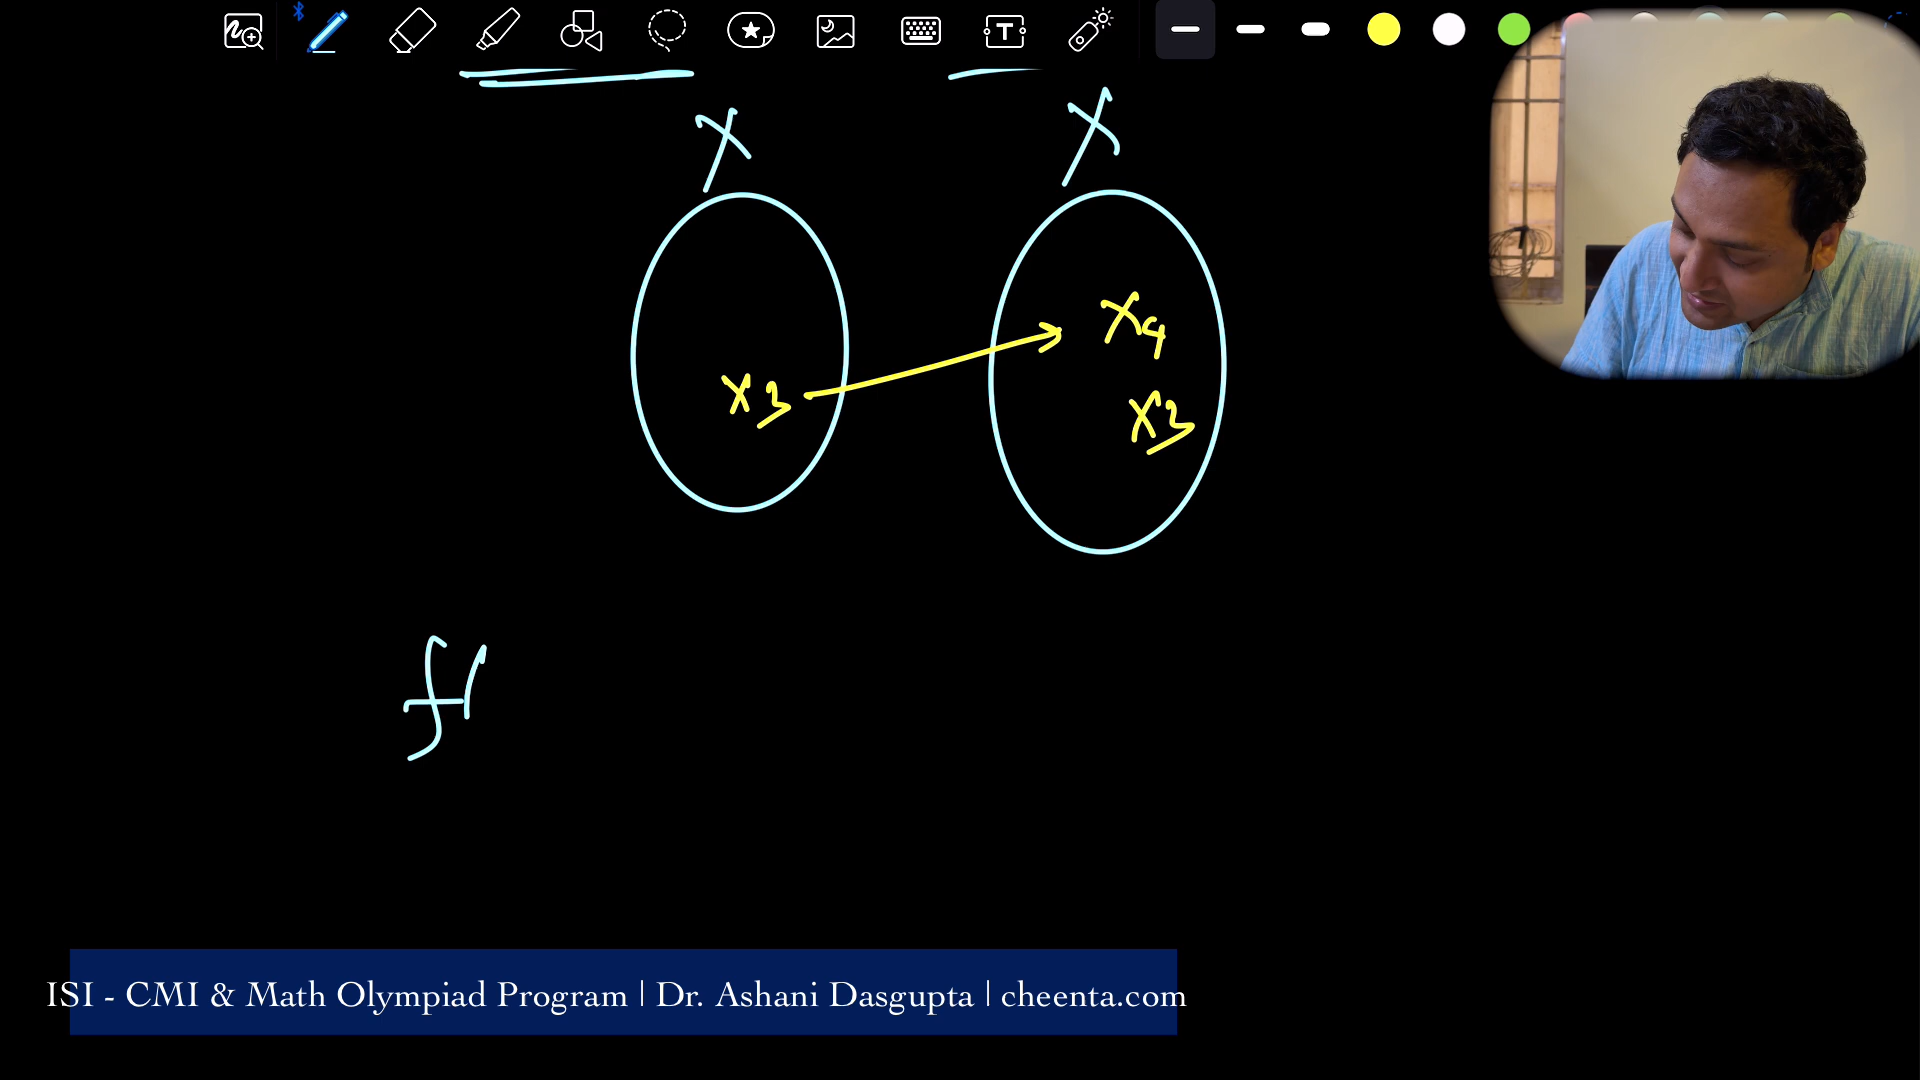 X X
x₄
x₃ x₃
f(
ISI - CMI & Math Olympiad Program | Dr. Ashani Dasgupta | cheenta.com